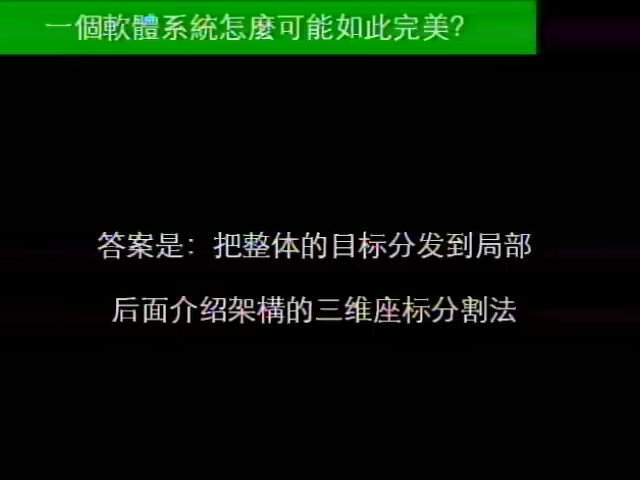 一個軟體系統怎麼可能如此完美?
答案是：把整体的目标分发到局部
后面介绍架構的三维座标分割法